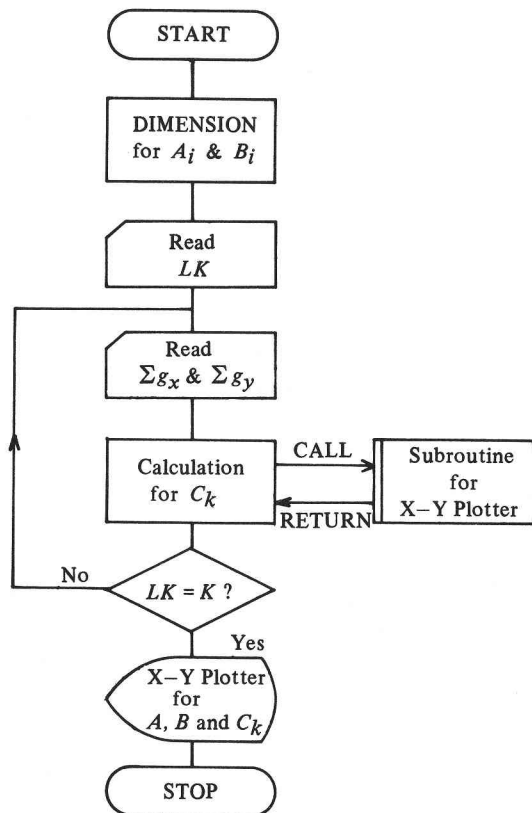 START
DIMENSION
for A_i & B_i
Read
LK
Read
Σg_x & Σg_y
Calculation
for C_k
CALL
RETURN
Subroutine
for
X–Y Plotter
LK = K ?
No
Yes
X–Y Plotter
for
A, B and C_k
STOP